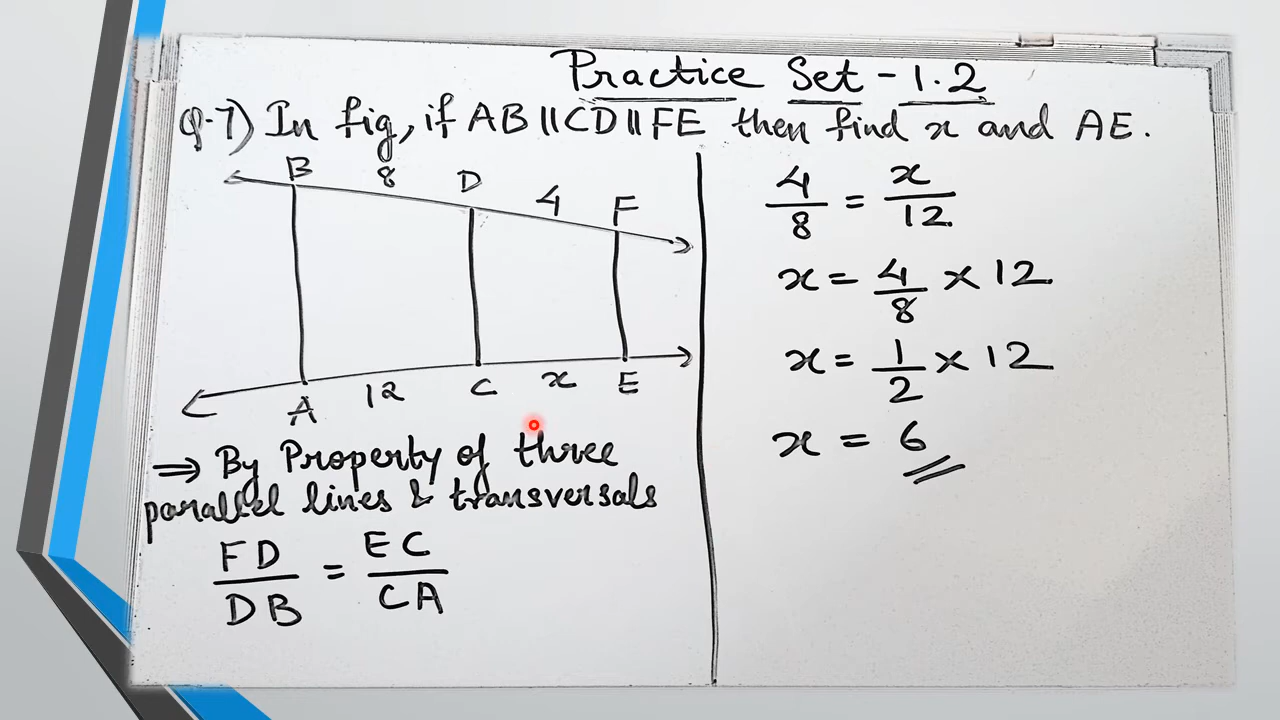 Practice Set - 1.2
Q.7) In fig, if AB || CD || FE then find x and AE.
B 8 D 4 F
A 12 C x E
⇒ By Property of three
parallel lines & transversals
FD/DB = EC/CA
4/8 = x/12
x = 4/8 × 12
x = 1/2 × 12
x = 6